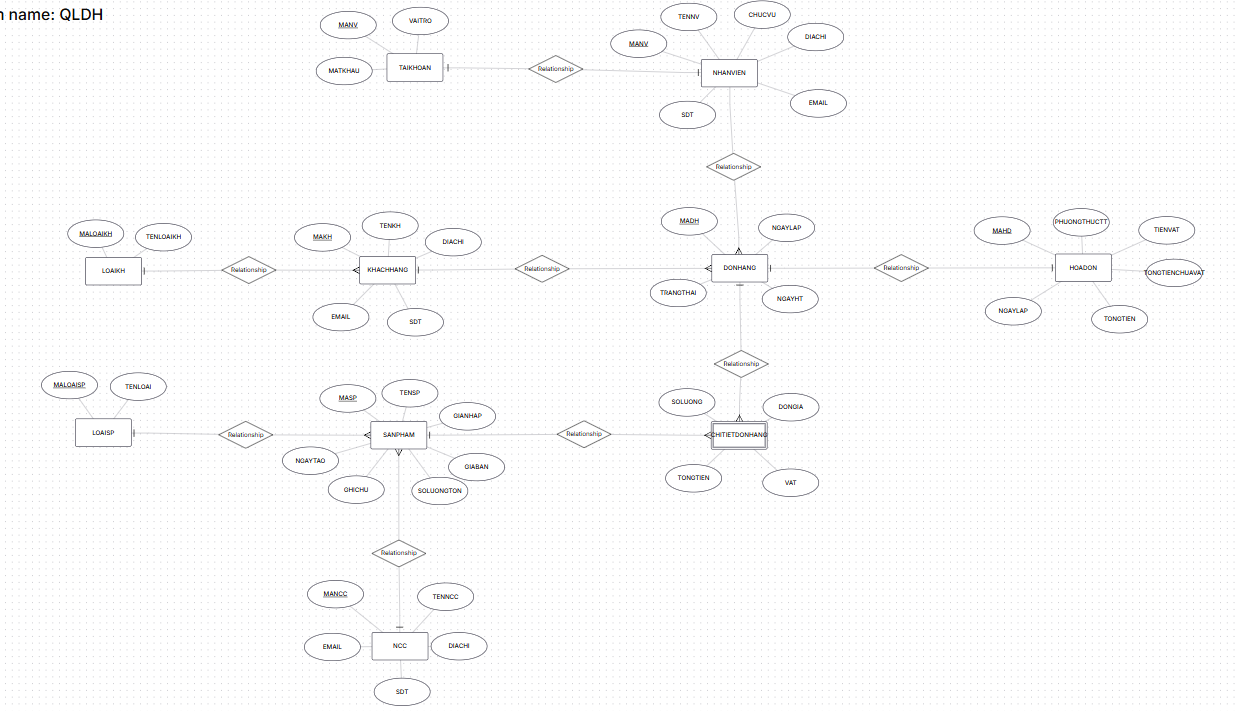 n name: QLDH
MANV
VAITRO
MATKHAU
TAIKHOAN
Relationship
TENNV
CHUCVU
MANV
DIACHI
NHANVIEN
EMAIL
SDT
Relationship
MALOAIKH
TENLOAIKH
LOAIKH
Relationship
MAKH
TENKH
DIACHI
KHACHHANG
EMAIL
SDT
Relationship
MADH
NGAYLAP
DONHANG
TRANGTHAI
NGAYHT
Relationship
MAHD
PHUONGTHUCTT
TIENVAT
HOADON
TONGTIENCHUAVAT
NGAYLAP
TONGTIEN
Relationship
MALOAISP
TENLOAI
LOAISP
Relationship
MASP
TENSP
GIANHAP
SANPHAM
NGAYTAO
GIABAN
GHICHU
SOLUONGTON
Relationship
SOLUONG
DONGIA
CHITIETDONHANG
TONGTIEN
VAT
Relationship
MANCC
TENNCC
EMAIL
NCC
DIACHI
SDT